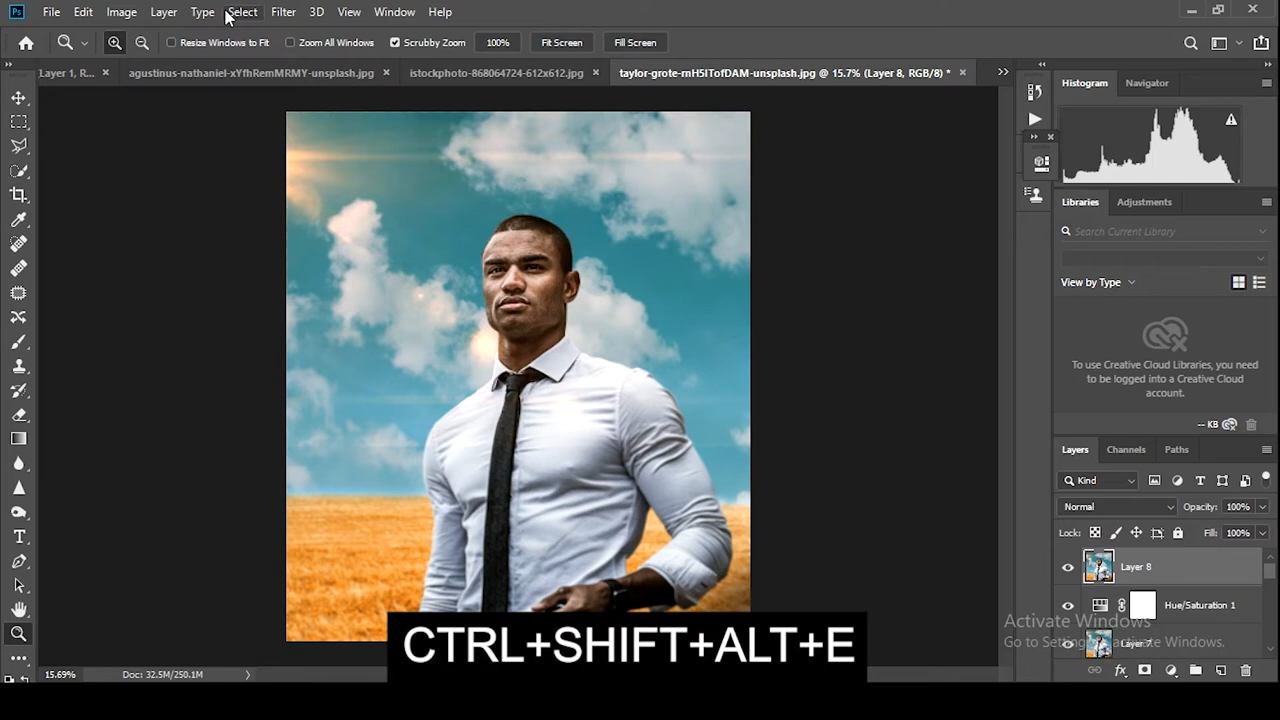 Ps File Edit Image Layer Type Select Filter 3D View Window Help
Resize Windows to Fit Zoom All Windows Scrubby Zoom 100% Fit Screen Fill Screen
Layer 1, R... × agustinus-nathaniel-xYfhRemMRMY-unsplash.jpg × istockphoto-868064724-612x612.jpg × taylor-grote-mH5ITofDAM-unsplash.jpg @ 15.7% (Layer 8, RGB/8) * ×
Histogram Navigator
Libraries Adjustments
Search Current Library
View by Type
To use Creative Cloud Libraries, you need
to be logged into a Creative Cloud
account.
-- KB
Layers Channels Paths
Kind
Normal Opacity: 100%
Lock: Fill: 100%
Layer 8
Hue/Saturation 1
Activate Windows
Layer 7
Go to Settings to activate Windows.
CTRL+SHIFT+ALT+E
15.69% Doc: 32.5M/250.1M